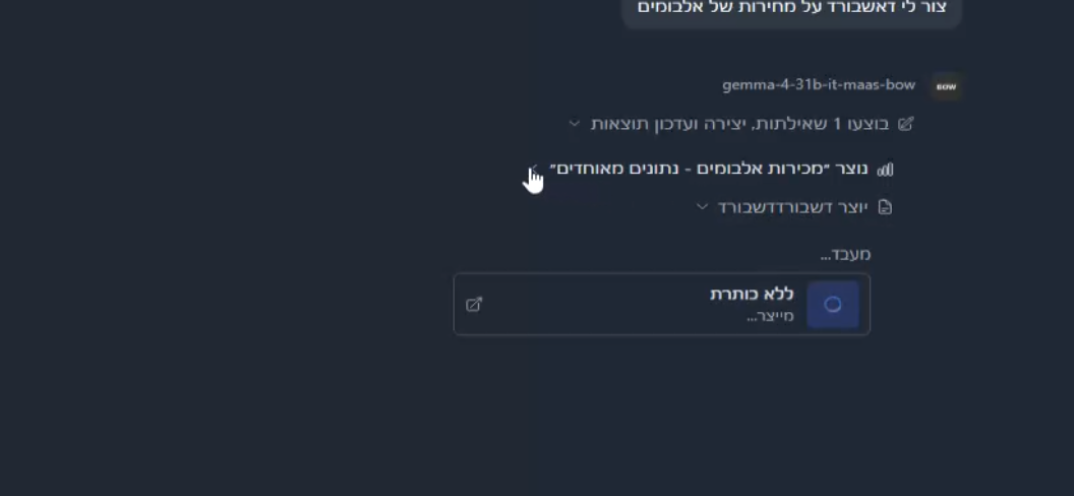 צור לי דאשבורד על מחירות של אלבומים
gemma-4-31b-it-maas-bow
BOW
בוצעו 1 שאילתות, יצירה ועדכון תוצאות
נוצר "מכירות אלבומים - נתונים מאוחדים"
יוצר דשבורדדשבורד
מעבד...
ללא כותרת
מייצר...